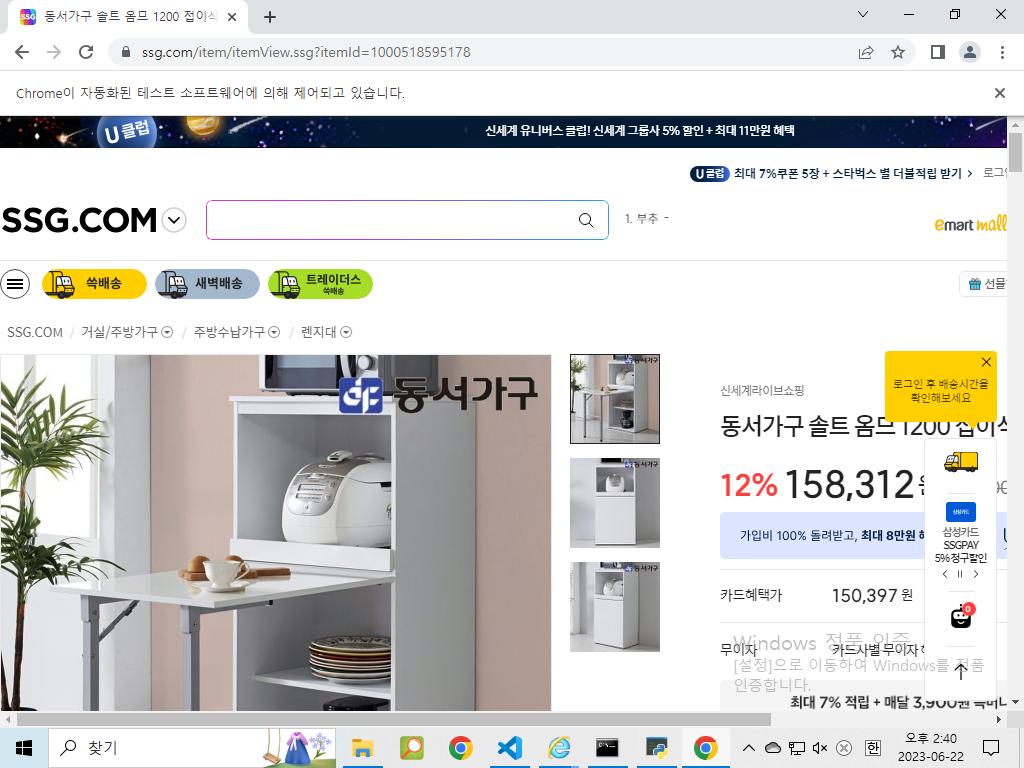 동서가구 솔트 옴므 1200 접이식
ssg.com/item/itemView.ssg?itemId=1000518595178
Chrome이 자동화된 테스트 소프트웨어에 의해 제어되고 있습니다.
U클럽
신세계 유니버스 클럽! 신세계 그룹사 5% 할인 + 최대 11만원 혜택
U클럽 최대 7%쿠폰 5장 + 스타벅스 별 더블적립 받기 >
SSG.COM
1. 부추 -
emart mall
쓱배송
새벽배송
트레이더스
쓱배송
선물
SSG.COM / 거실/주방가구 / 주방수납가구 / 렌지대
동서가구
신세계라이브쇼핑
로그인 후 배송시간을
확인해보세요
동서가구 솔트 옴므 1200 접이식
12% 158,312
가입비 100% 돌려받고, 최대 8만원
삼성카드
삼성카드
SSGPAY
5% 청구할인
카드혜택가 150,397 원
0
무이자 카드사별 무이자
Windows 정품 인증
[설정]으로 이동하여 Windows를 정품
인증합니다.
최대 7% 적립 + 매달 3,900원
찾기
한
오후 2:40
2023-06-22